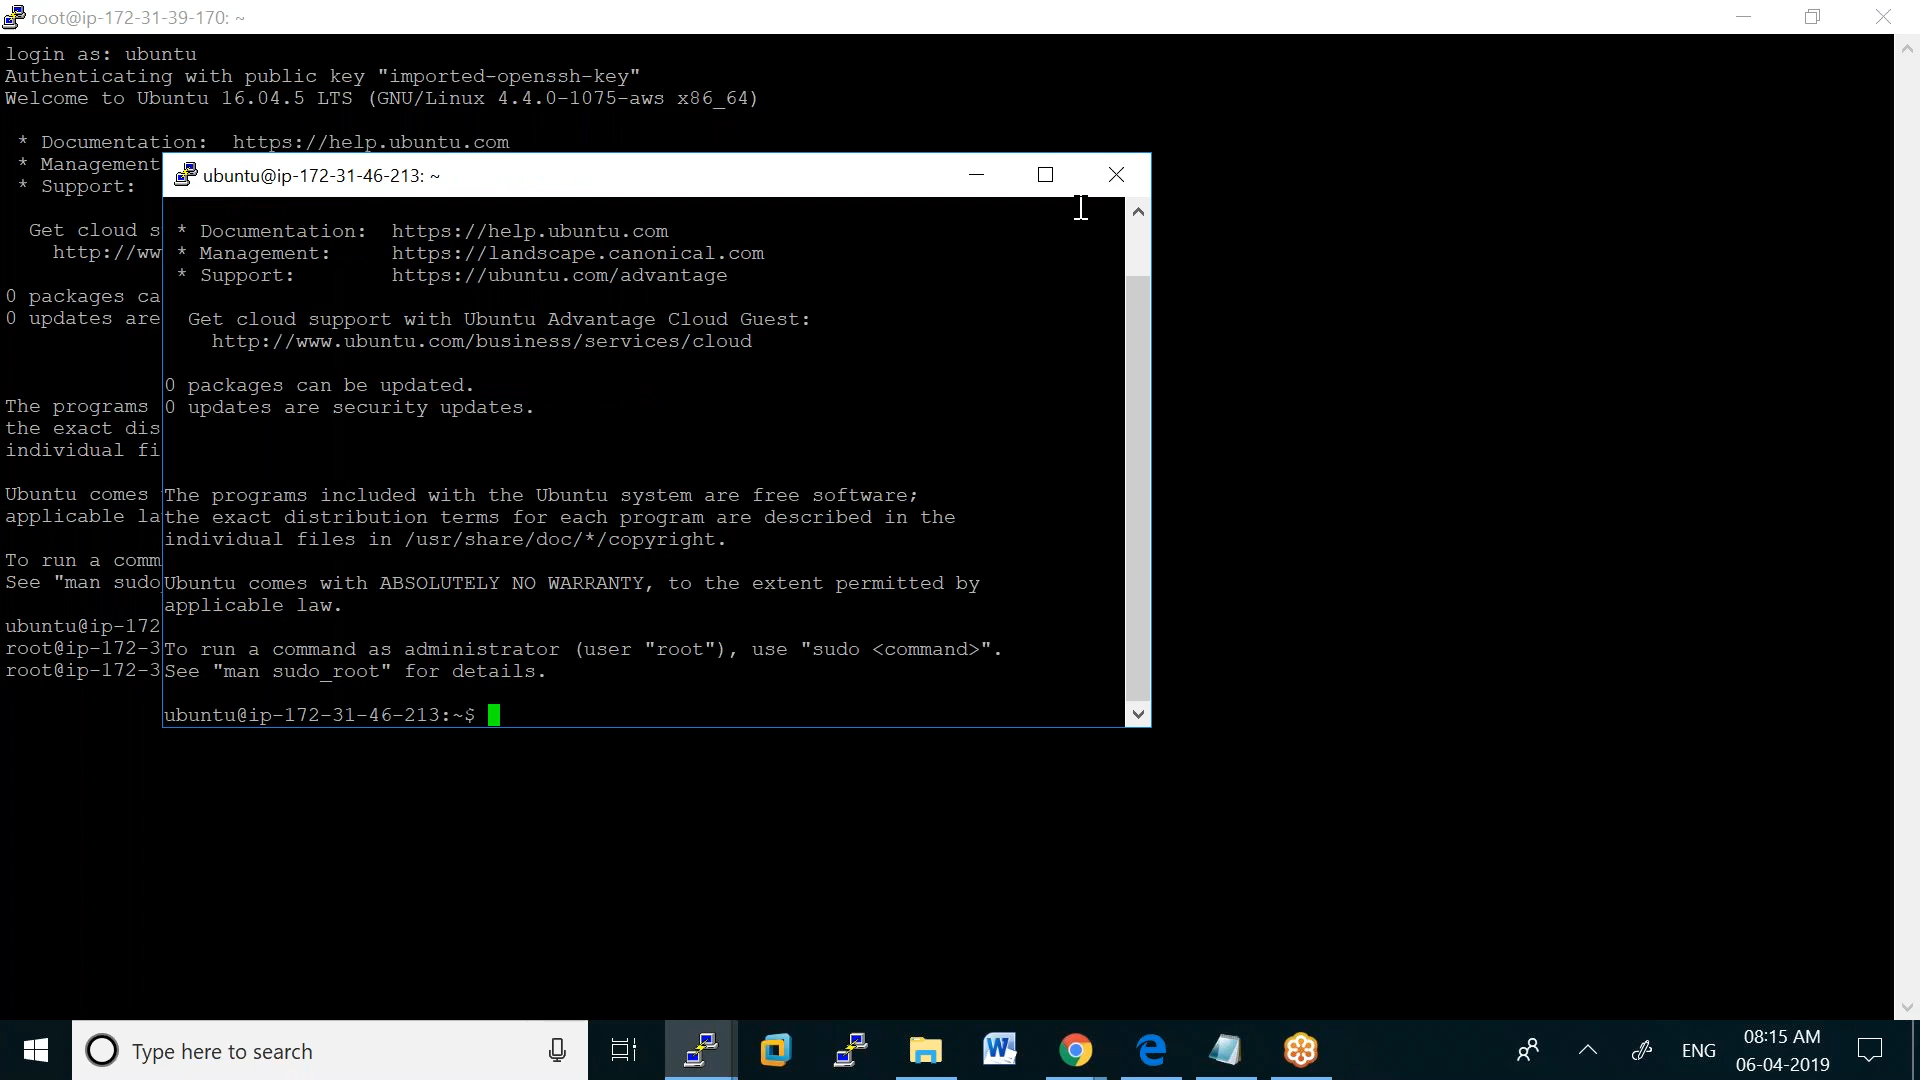 root@ip-172-31-39-170: ~
login as: ubuntu
Authenticating with public key "imported-openssh-key"
Welcome to Ubuntu 16.04.5 LTS (GNU/Linux 4.4.0-1075-aws x86_64)
* Documentation:  https://help.ubuntu.com
* Management
* Support:
Get cloud s
http://ww
0 packages ca
0 updates are
The programs
the exact dis
individual fi
Ubuntu comes
applicable la
To run a comm
See "man sudo
ubuntu@ip-172
root@ip-172-3
root@ip-172-3
ubuntu@ip-172-31-46-213: ~
* Documentation:  https://help.ubuntu.com
* Management:     https://landscape.canonical.com
* Support:        https://ubuntu.com/advantage
Get cloud support with Ubuntu Advantage Cloud Guest:
http://www.ubuntu.com/business/services/cloud
0 packages can be updated.
0 updates are security updates.
The programs included with the Ubuntu system are free software;
the exact distribution terms for each program are described in the
individual files in /usr/share/doc/*/copyright.
Ubuntu comes with ABSOLUTELY NO WARRANTY, to the extent permitted by
applicable law.
To run a command as administrator (user "root"), use "sudo <command>".
See "man sudo_root" for details.
ubuntu@ip-172-31-46-213:~$
Type here to search
ENG
08:15 AM
06-04-2019